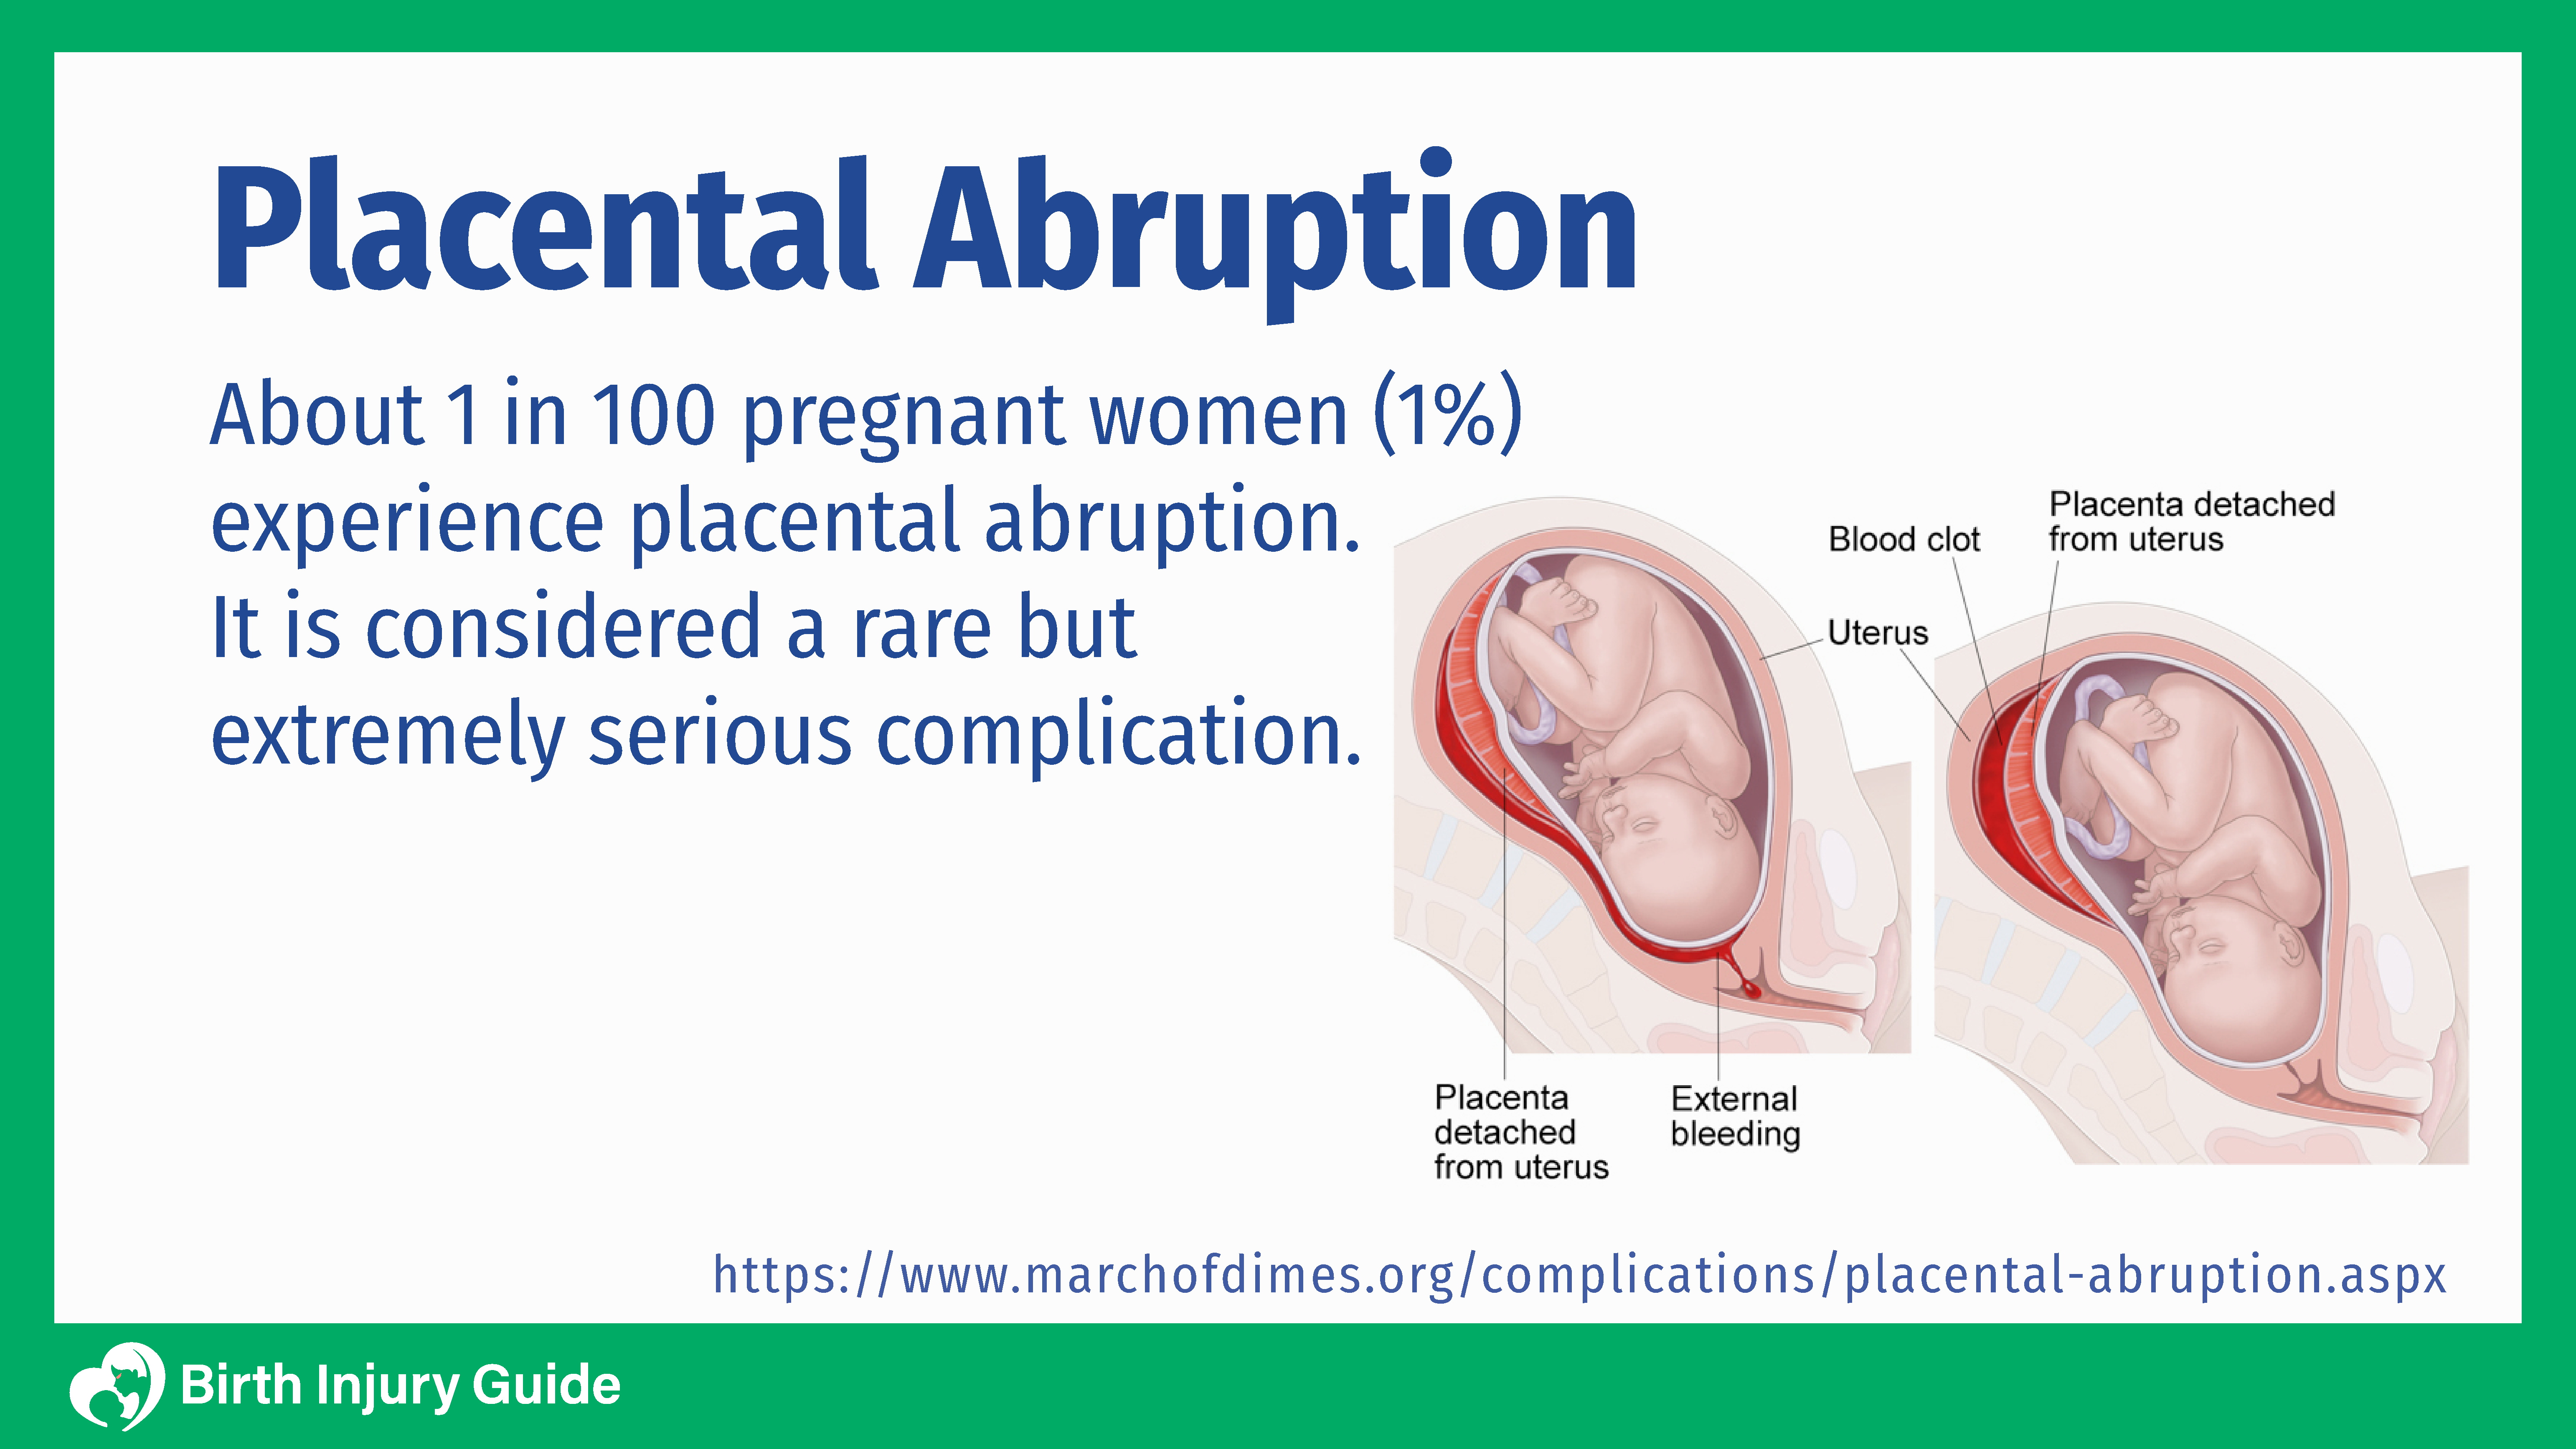 Placental Abruption
About 1 in 100 pregnant women (1%)
experience placental abruption.
It is considered a rare but
extremely serious complication.
Placenta detached
from uterus
Blood clot
Uterus
Placenta
detached
from uterus
External
bleeding
https://www.marchofdimes.org/complications/placental-abruption.aspx
Birth Injury Guide